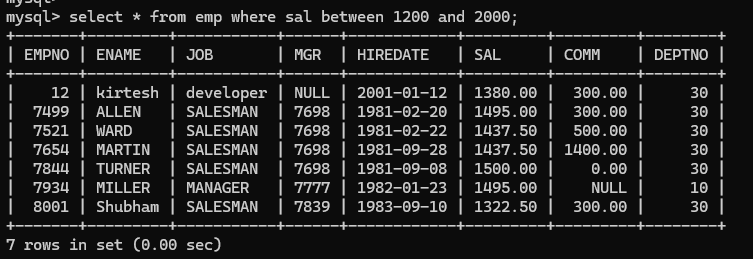 mysql>
mysql> select * from emp where sal between 1200 and 2000;
+-------+---------+-----------+------+------------+---------+---------+--------+
| EMPNO | ENAME   | JOB       | MGR  | HIREDATE   | SAL     | COMM    | DEPTNO |
+-------+---------+-----------+------+------------+---------+---------+--------+
|    12 | kirtesh | developer | NULL | 2001-01-12 | 1380.00 |  300.00 |     30 |
|  7499 | ALLEN   | SALESMAN  | 7698 | 1981-02-20 | 1495.00 |  300.00 |     30 |
|  7521 | WARD    | SALESMAN  | 7698 | 1981-02-22 | 1437.50 |  500.00 |     30 |
|  7654 | MARTIN  | SALESMAN  | 7698 | 1981-09-28 | 1437.50 | 1400.00 |     30 |
|  7844 | TURNER  | SALESMAN  | 7698 | 1981-09-08 | 1500.00 |    0.00 |     30 |
|  7934 | MILLER  | MANAGER   | 7777 | 1982-01-23 | 1495.00 |    NULL |     10 |
|  8001 | Shubham | SALESMAN  | 7839 | 1983-09-10 | 1322.50 |  300.00 |     30 |
+-------+---------+-----------+------+------------+---------+---------+--------+
7 rows in set (0.00 sec)